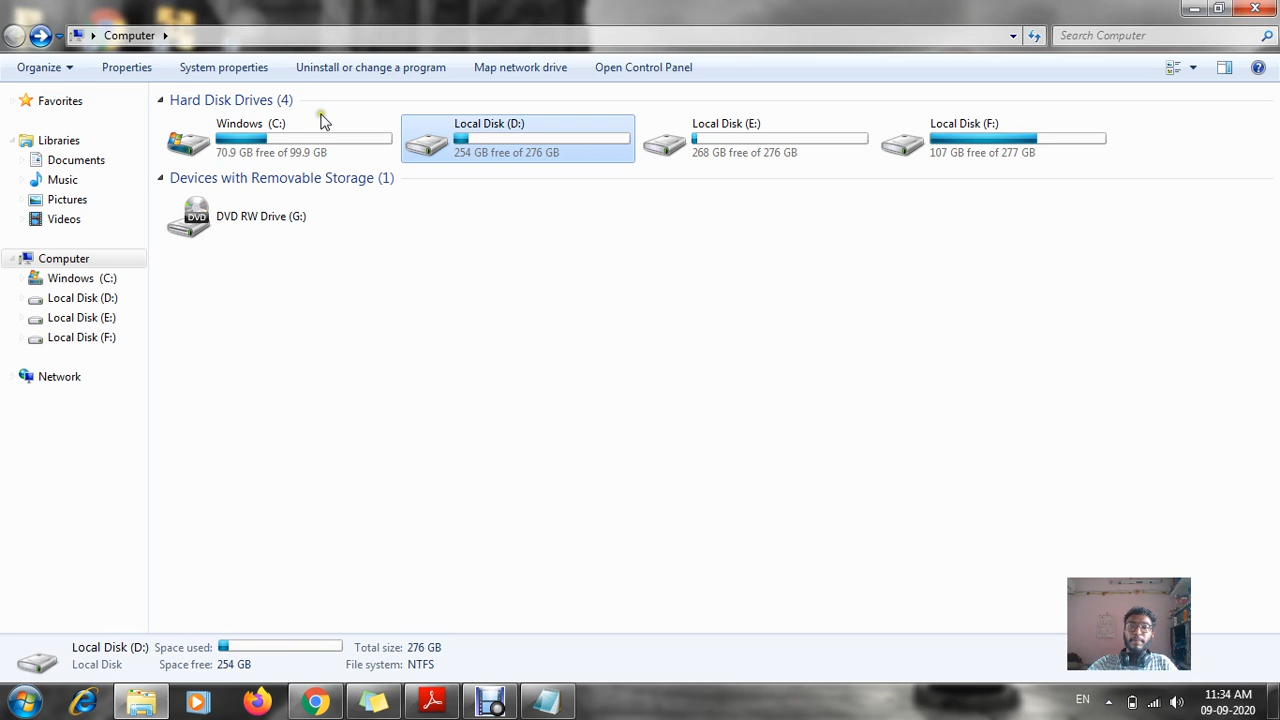 Computer
Search Computer
Organize
Properties
System properties
Uninstall or change a program
Map network drive
Open Control Panel
Favorites
Libraries
Documents
Music
Pictures
Videos
Computer
Windows (C:)
Local Disk (D:)
Local Disk (E:)
Local Disk (F:)
Network
Hard Disk Drives (4)
Windows (C:)
70.9 GB free of 99.9 GB
Local Disk (D:)
254 GB free of 276 GB
Local Disk (E:)
268 GB free of 276 GB
Local Disk (F:)
107 GB free of 277 GB
Devices with Removable Storage (1)
DVD
DVD RW Drive (G:)
Local Disk (D:) Space used: Total size: 276 GB
Local Disk Space free: 254 GB File system: NTFS
EN
11:34 AM
09-09-2020